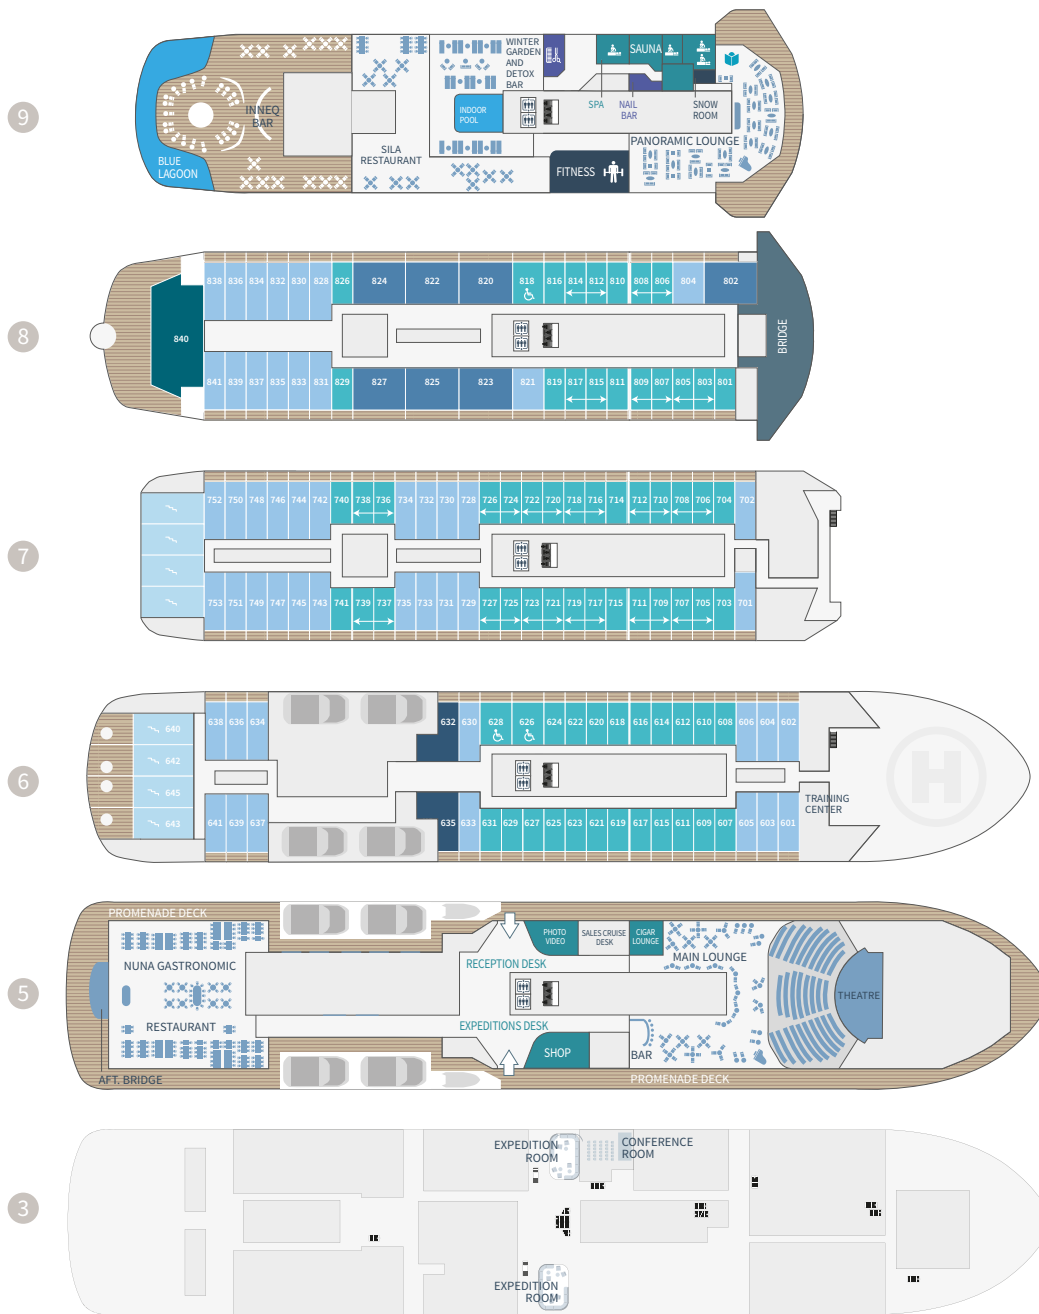 9
WINTER
GARDEN
AND
DETOX
BAR
SAUNA
INNEQ
BAR
INDOOR
POOL
SPA
NAIL
BAR
SNOW
ROOM
SILA
RESTAURANT
PANORAMIC LOUNGE
BLUE
LAGOON
FITNESS
8
838 836 834 832 830 828 826 824 822 820 818 816 814 812 810 808 806 804 802
840
BRIDGE
841 839 837 835 833 831 829 827 825 823 821 819 817 815 811 809 807 805 803 801
7
752 750 748 746 744 742 740 738 736 734 732 730 728 726 724 722 720 718 716 714 712 710 708 706 704 702
753 751 749 747 745 743 741 739 737 735 733 731 729 727 725 723 721 719 717 715 711 709 707 705 703 701
6
638 636 634 632 630 628 626 624 622 620 618 616 614 612 610 608 606 604 602
640
642
645
643
H
TRAINING
CENTER
641 639 637 635 633 631 629 627 625 623 621 619 617 615 611 609 607 605 603 601
5
PROMENADE DECK
PHOTO
VIDEO
SALES CRUISE
DESK
CIGAR
LOUNGE
NUNA GASTRONOMIC
RECEPTION DESK
MAIN LOUNGE
THEATRE
RESTAURANT
EXPEDITIONS DESK
SHOP
BAR
AFT. BRIDGE
PROMENADE DECK
3
EXPEDITION
ROOM
CONFERENCE
ROOM
EXPEDITION
ROOM